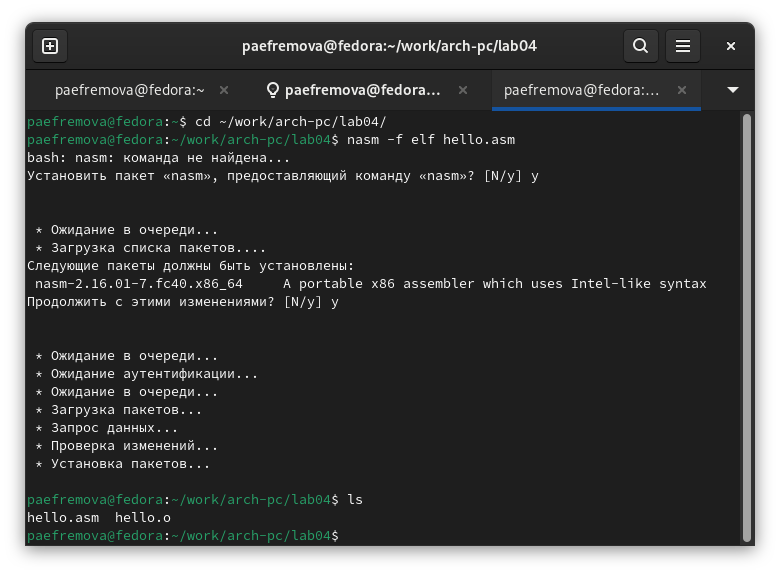 paefremova@fedora:~/work/arch-pc/lab04
paefremova@fedora:~
paefremova@fedora...
paefremova@fedora:...
paefremova@fedora:~$ cd ~/work/arch-pc/lab04/
paefremova@fedora:~/work/arch-pc/lab04$ nasm -f elf hello.asm
bash: nasm: команда не найдена...
Установить пакет «nasm», предоставляющий команду «nasm»? [N/y] y
* Ожидание в очереди...
* Загрузка списка пакетов....
Следующие пакеты должны быть установлены:
nasm-2.16.01-7.fc40.x86_64     A portable x86 assembler which uses Intel-like syntax
Продолжить с этими изменениями? [N/y] y
* Ожидание в очереди...
* Ожидание аутентификации...
* Ожидание в очереди...
* Загрузка пакетов...
* Запрос данных...
* Проверка изменений...
* Установка пакетов...
paefremova@fedora:~/work/arch-pc/lab04$ ls
hello.asm  hello.o
paefremova@fedora:~/work/arch-pc/lab04$